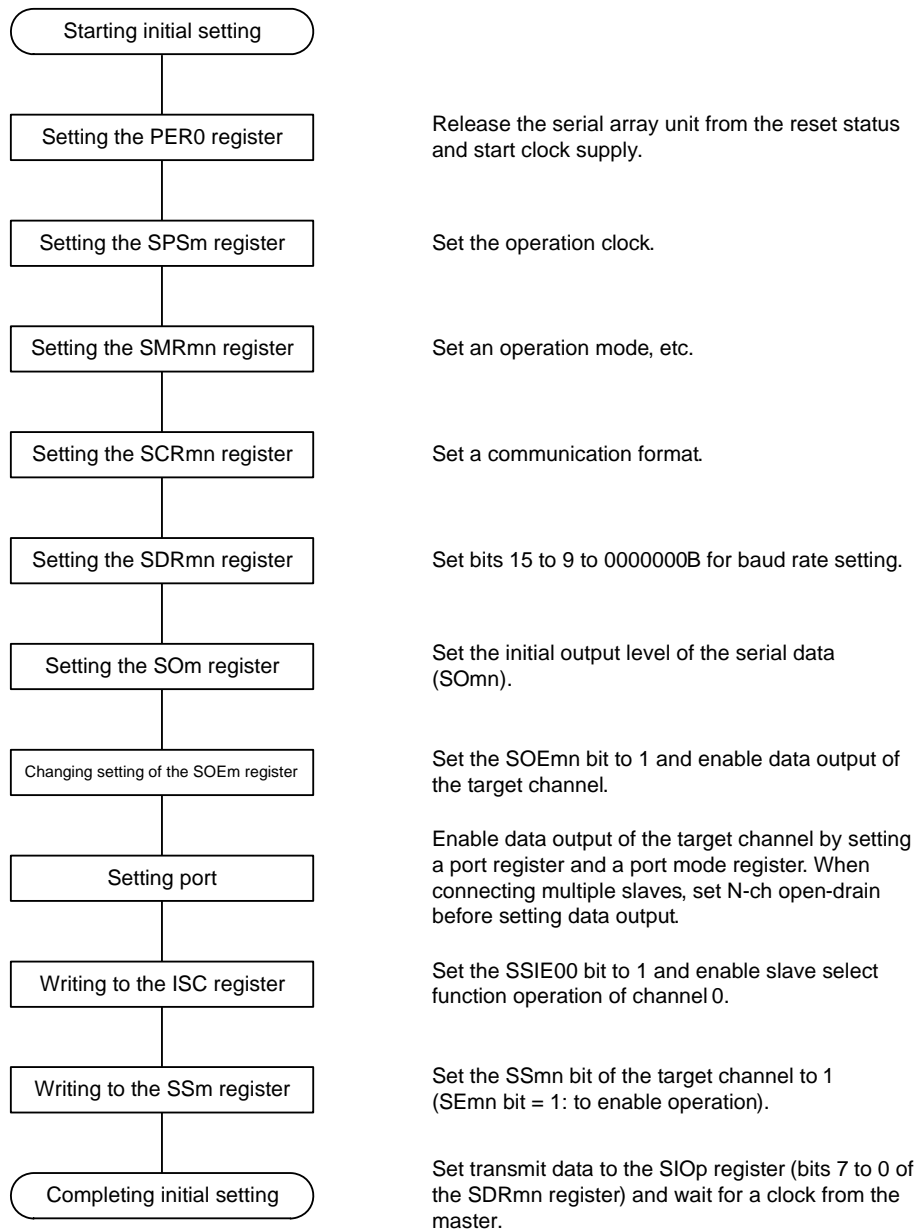 Starting initial setting
Setting the PER0 register
Release the serial array unit from the reset status
and start clock supply.
Setting the SPSm register
Set the operation clock.
Setting the SMRmn register
Set an operation mode, etc.
Setting the SCRmn register
Set a communication format.
Setting the SDRmn register
Set bits 15 to 9 to 0000000B for baud rate setting.
Setting the SOm register
Set the initial output level of the serial data
(SOmn).
Changing setting of the SOEm register
Set the SOEmn bit to 1 and enable data output of
the target channel.
Setting port
Enable data output of the target channel by setting
a port register and a port mode register. When
connecting multiple slaves, set N-ch open-drain
before setting data output.
Writing to the ISC register
Set the SSIE00 bit to 1 and enable slave select
function operation of channel 0.
Writing to the SSm register
Set the SSmn bit of the target channel to 1
(SEmn bit = 1: to enable operation).
Completing initial setting
Set transmit data to the SIOp register (bits 7 to 0 of
the SDRmn register) and wait for a clock from the
master.